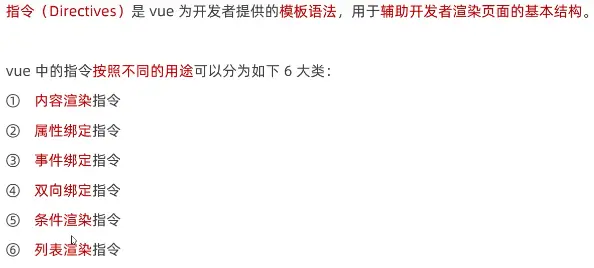 指令（Directives）是 vue 为开发者提供的模板语法，用于辅助开发者渲染页面的基本结构。
vue 中的指令按照不同的用途可以分为如下 6 大类：
① 内容渲染指令
② 属性绑定指令
③ 事件绑定指令
④ 双向绑定指令
⑤ 条件渲染指令
⑥ 列表渲染指令